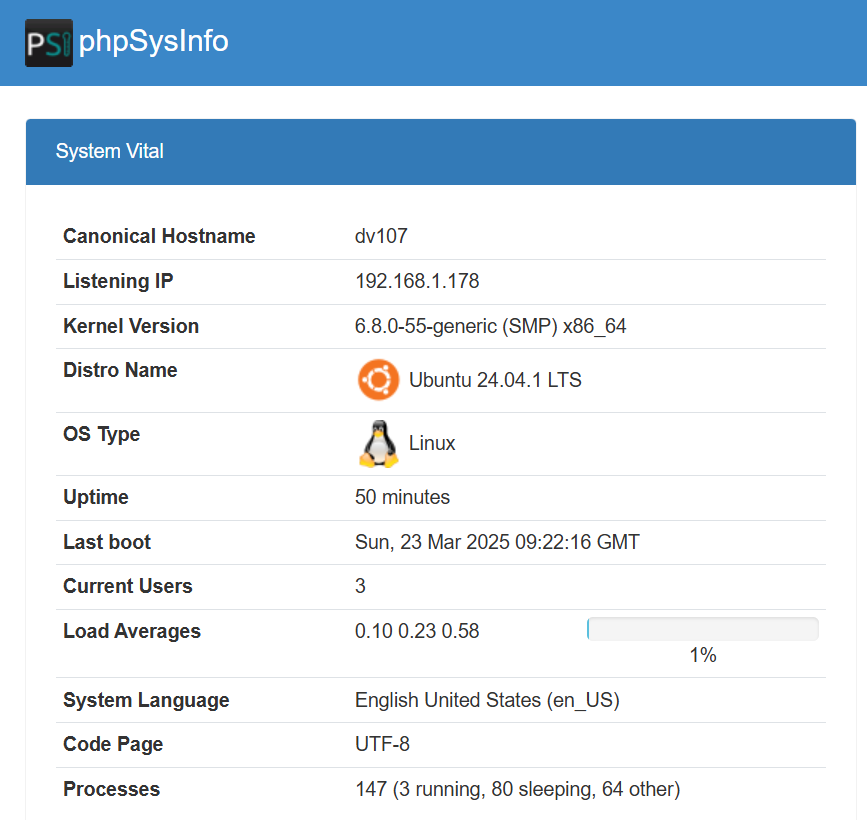 PSI phpSysInfo
System Vital
Canonical Hostname dv107
Listening IP 192.168.1.178
Kernel Version 6.8.0-55-generic (SMP) x86_64
Distro Name Ubuntu 24.04.1 LTS
OS Type Linux
Uptime 50 minutes
Last boot Sun, 23 Mar 2025 09:22:16 GMT
Current Users 3
Load Averages 0.10 0.23 0.58
1%
System Language English United States (en_US)
Code Page UTF-8
Processes 147 (3 running, 80 sleeping, 64 other)